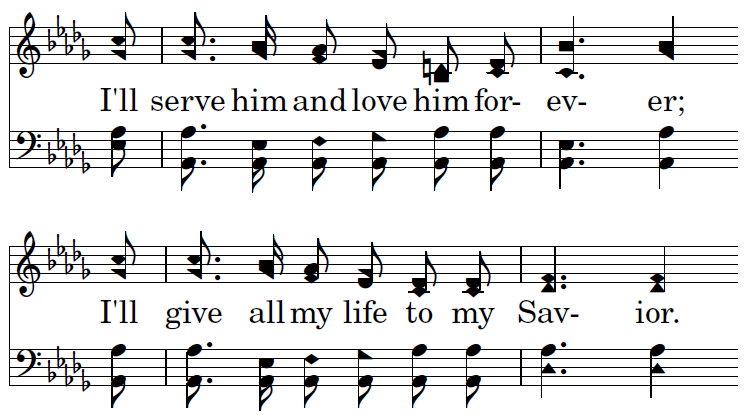 I'll serve him and love him for- ev- er;
I'll give all my life to my Sav- ior.